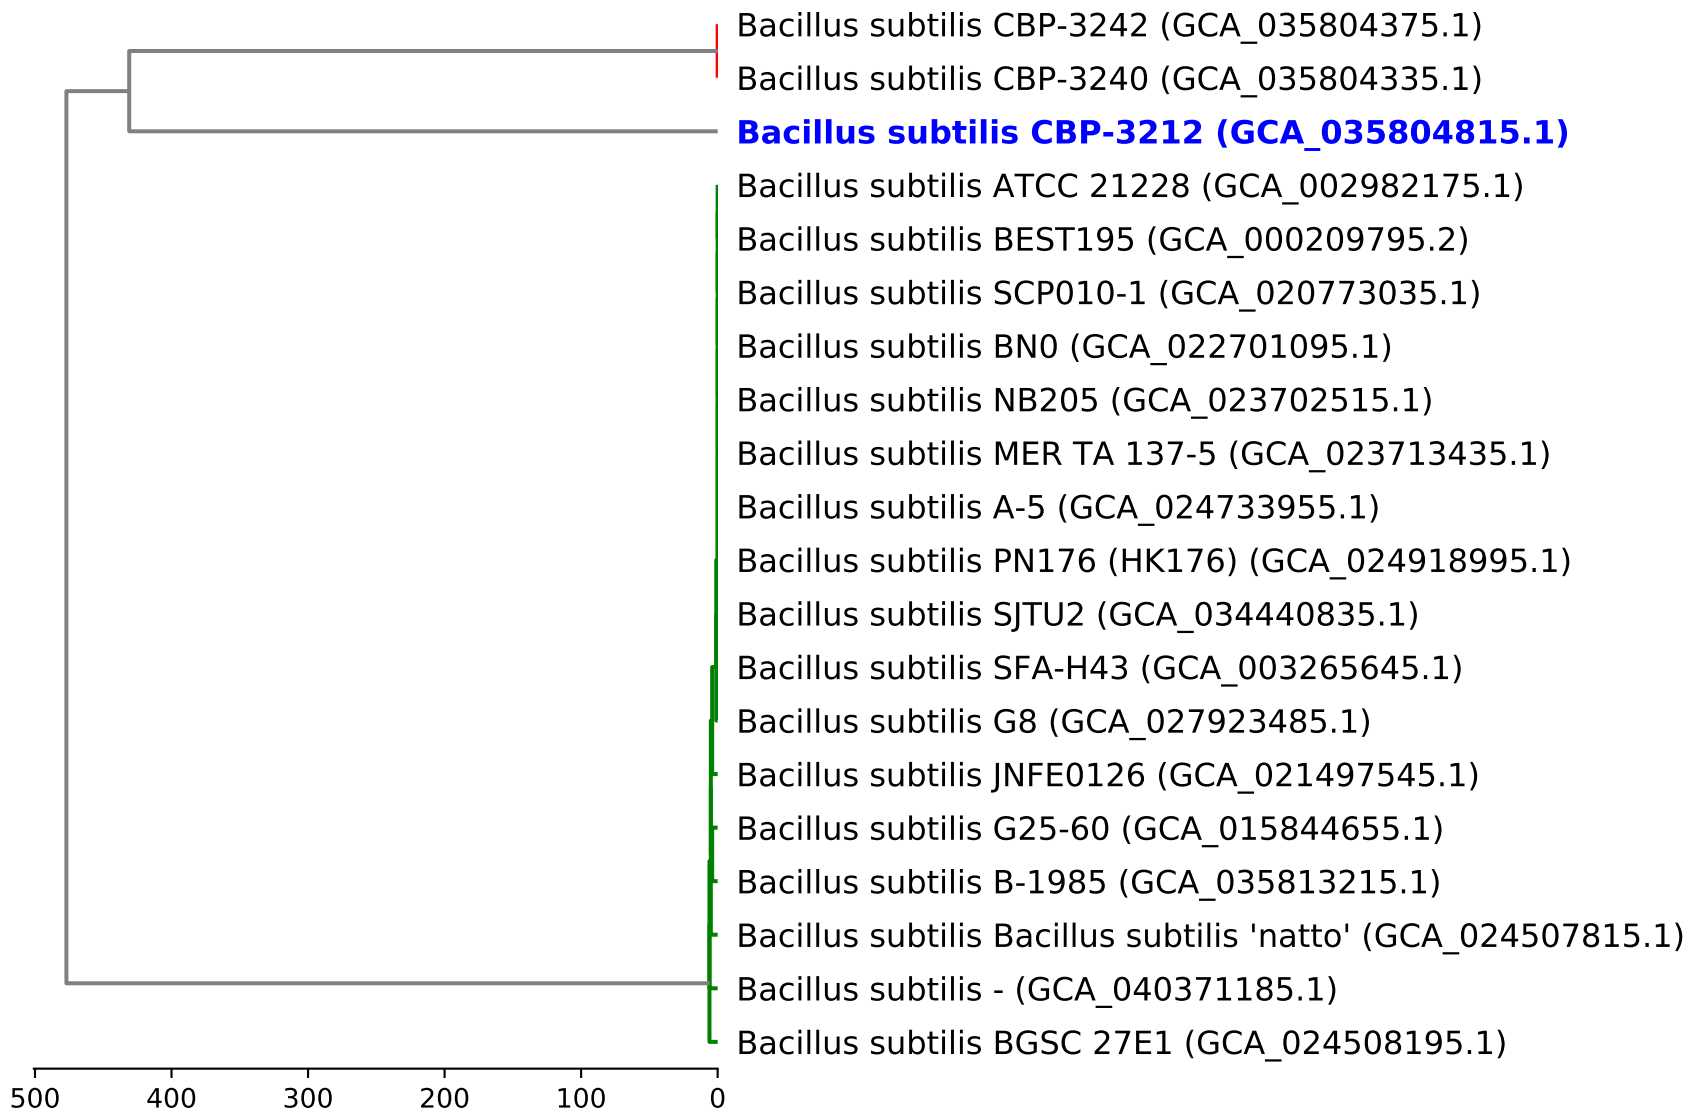 Bacillus subtilis CBP-3242 (GCA_035804375.1)
Bacillus subtilis CBP-3240 (GCA_035804335.1)
Bacillus subtilis CBP-3212 (GCA_035804815.1)
Bacillus subtilis ATCC 21228 (GCA_002982175.1)
Bacillus subtilis BEST195 (GCA_000209795.2)
Bacillus subtilis SCP010-1 (GCA_020773035.1)
Bacillus subtilis BN0 (GCA_022701095.1)
Bacillus subtilis NB205 (GCA_023702515.1)
Bacillus subtilis MER TA 137-5 (GCA_023713435.1)
Bacillus subtilis A-5 (GCA_024733955.1)
Bacillus subtilis PN176 (HK176) (GCA_024918995.1)
Bacillus subtilis SJTU2 (GCA_034440835.1)
Bacillus subtilis SFA-H43 (GCA_003265645.1)
Bacillus subtilis G8 (GCA_027923485.1)
Bacillus subtilis JNFE0126 (GCA_021497545.1)
Bacillus subtilis G25-60 (GCA_015844655.1)
Bacillus subtilis B-1985 (GCA_035813215.1)
Bacillus subtilis Bacillus subtilis 'natto' (GCA_024507815.1)
Bacillus subtilis - (GCA_040371185.1)
Bacillus subtilis BGSC 27E1 (GCA_024508195.1)
500 400 300 200 100 0